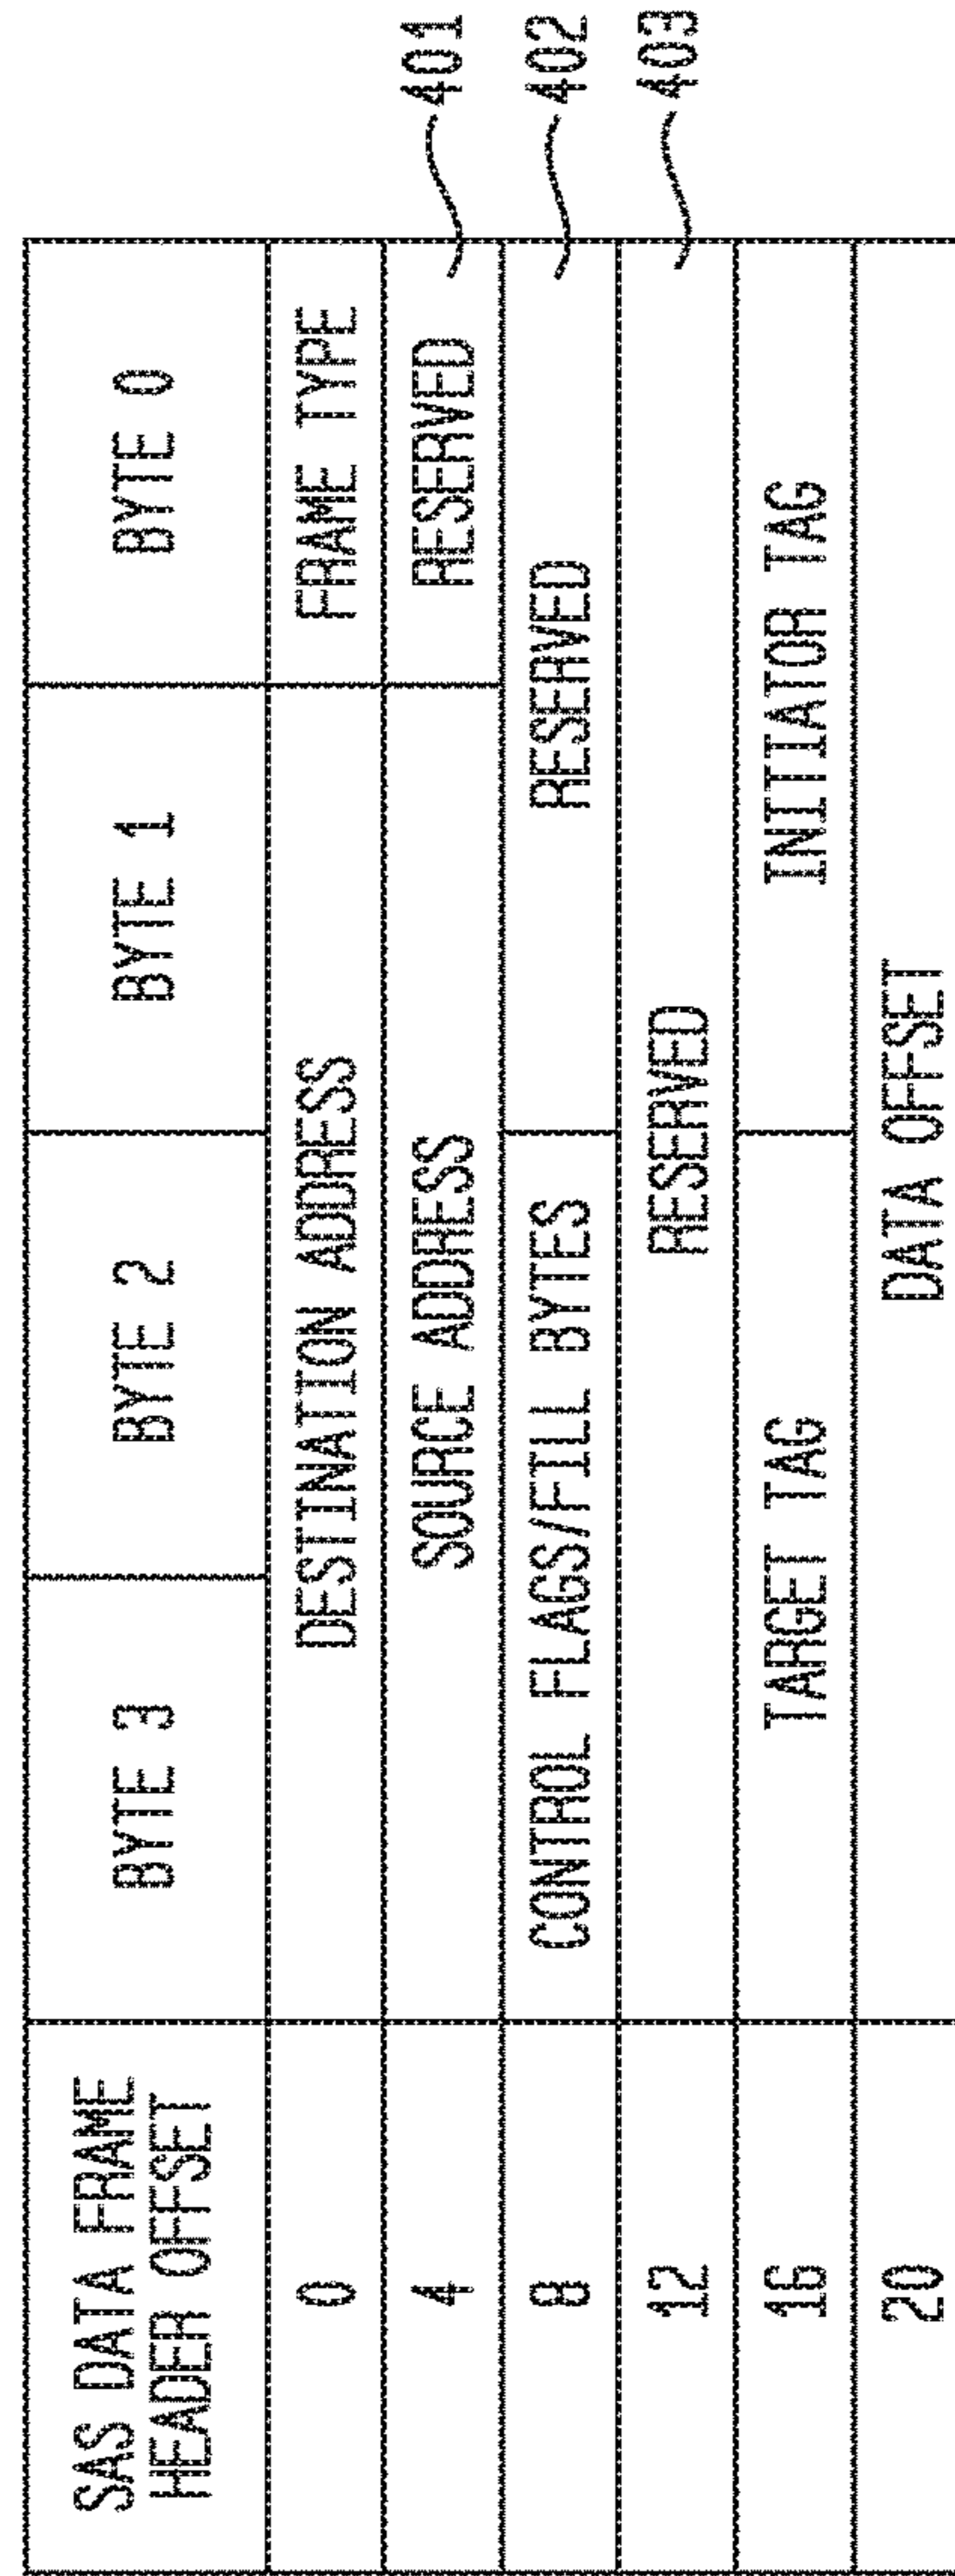 SAS DATA FRAME
HEADER OFFSET
BYTE 3
BYTE 2
BYTE 1
BYTE 0
0
DESTINATION ADDRESS
FRAME TYPE
4
SOURCE ADDRESS
RESERVED
401
8
CONTROL FLAGS/FILL BYTES
RESERVED
402
12
RESERVED
403
16
TARGET TAG
INITIATOR TAG
20
DATA OFFSET